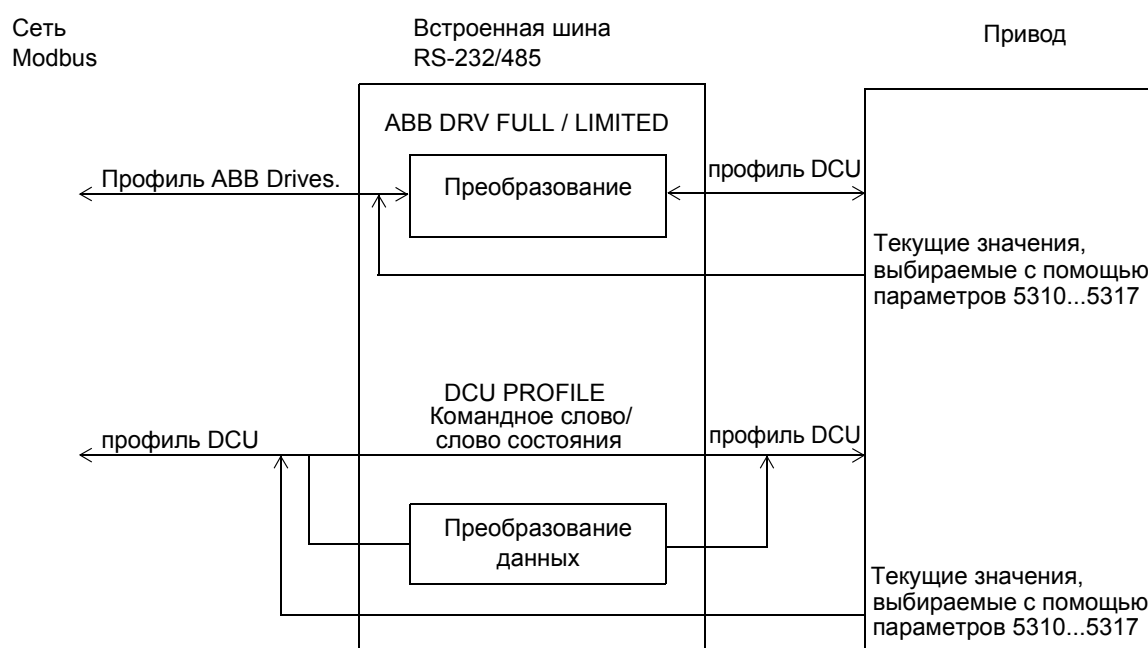 Сеть
Modbus
Встроенная шина
RS-232/485
Привод
ABB DRV FULL / LIMITED
Профиль ABB Drives.
Преобразование
профиль DCU
Текущие значения,
выбираемые с помощью
параметров 5310...5317
DCU PROFILE
Командное слово/
слово состояния
профиль DCU
профиль DCU
Преобразование
данных
Текущие значения,
выбираемые с помощью
параметров 5310...5317